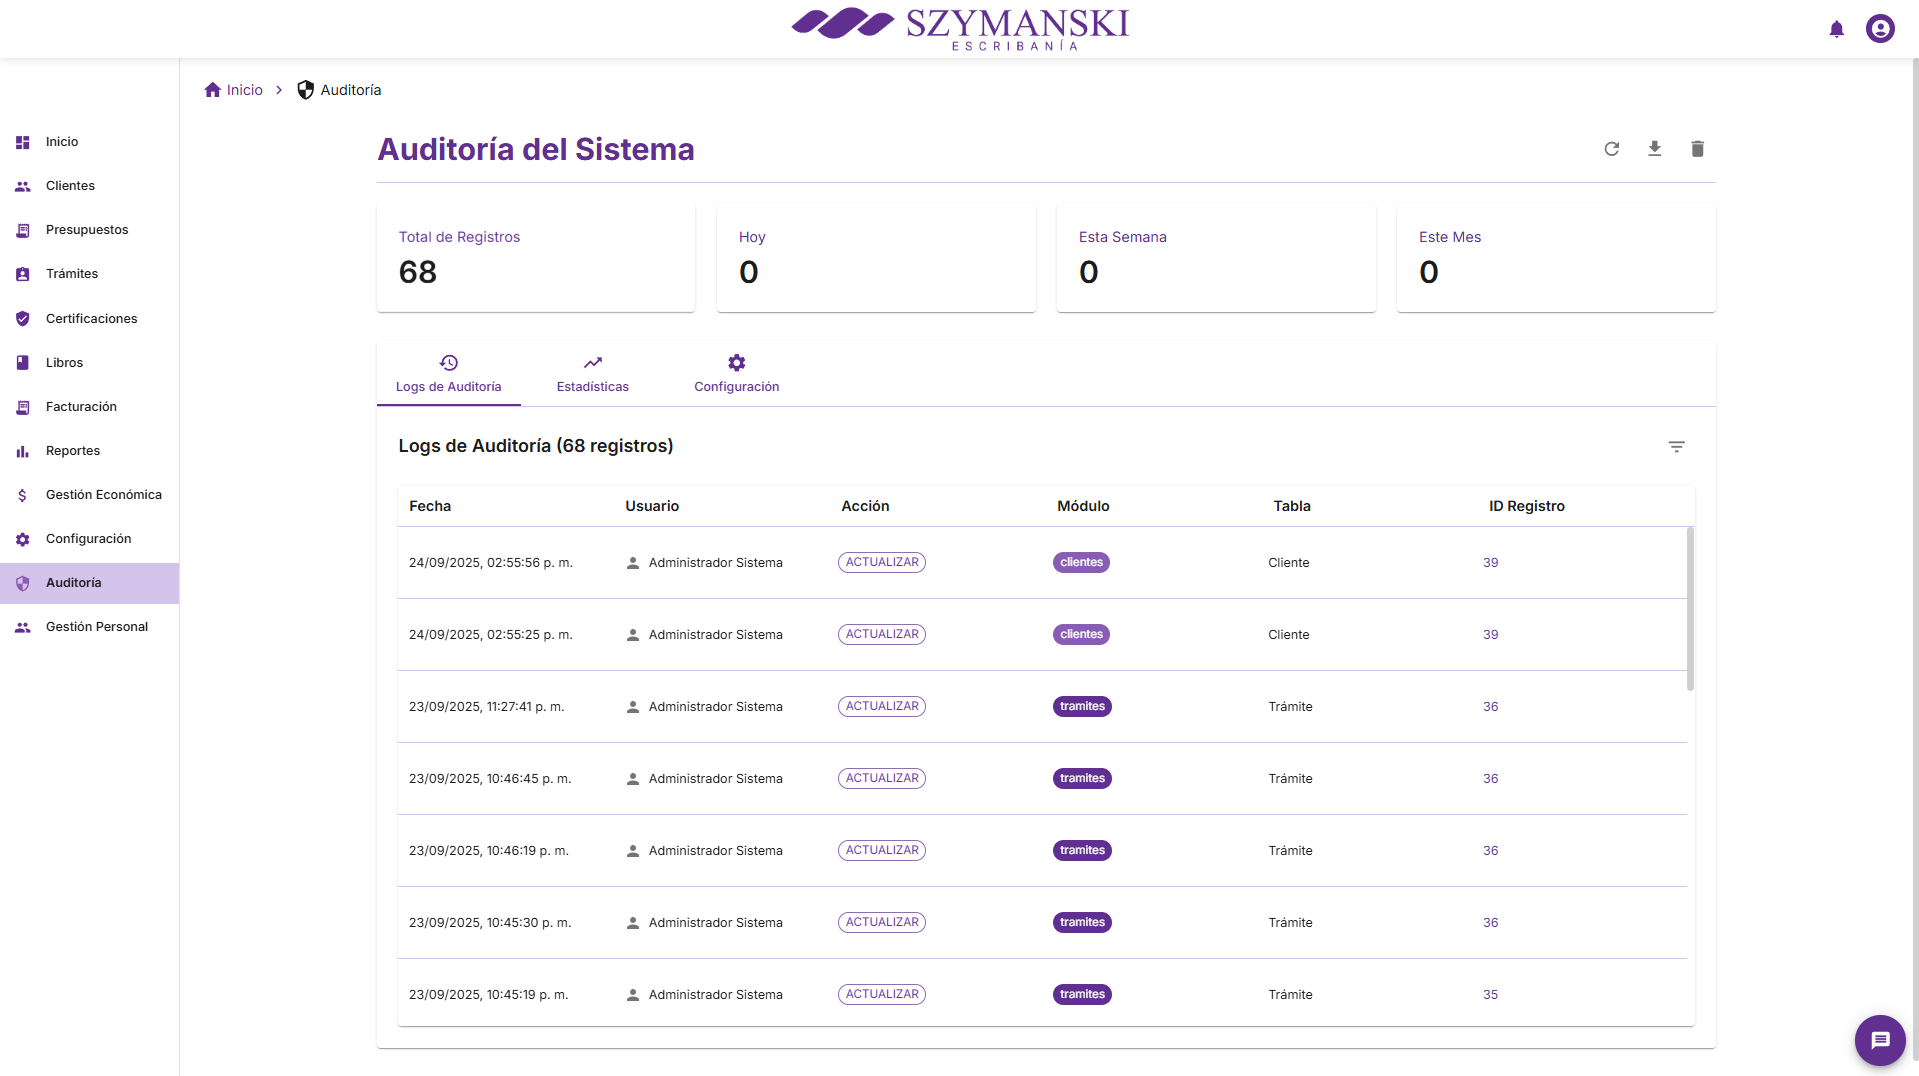 SZYMANSKI
ESCRIBANÍA
Inicio > Auditoría
Inicio
Clientes
Presupuestos
Trámites
Certificaciones
Libros
Facturación
Reportes
Gestión Económica
Configuración
Auditoría
Gestión Personal
Auditoría del Sistema
Total de Registros
68
Hoy
0
Esta Semana
0
Este Mes
0
Logs de Auditoría
Estadísticas
Configuración
Logs de Auditoría (68 registros)
Fecha Usuario Acción Módulo Tabla ID Registro
24/09/2025, 02:55:56 p. m. Administrador Sistema ACTUALIZAR clientes Cliente 39
24/09/2025, 02:55:25 p. m. Administrador Sistema ACTUALIZAR clientes Cliente 39
23/09/2025, 11:27:41 p. m. Administrador Sistema ACTUALIZAR tramites Trámite 36
23/09/2025, 10:46:45 p. m. Administrador Sistema ACTUALIZAR tramites Trámite 36
23/09/2025, 10:46:19 p. m. Administrador Sistema ACTUALIZAR tramites Trámite 36
23/09/2025, 10:45:30 p. m. Administrador Sistema ACTUALIZAR tramites Trámite 36
23/09/2025, 10:45:19 p. m. Administrador Sistema ACTUALIZAR tramites Trámite 35